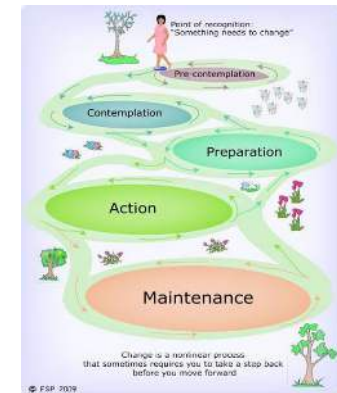 Point of recognition:
"Something needs to change"
Pre-contemplation
Contemplation
Preparation
Action
Maintenance
Change is a nonlinear process
that sometimes requires you to take a step back
before you move forward
© FSP 2009